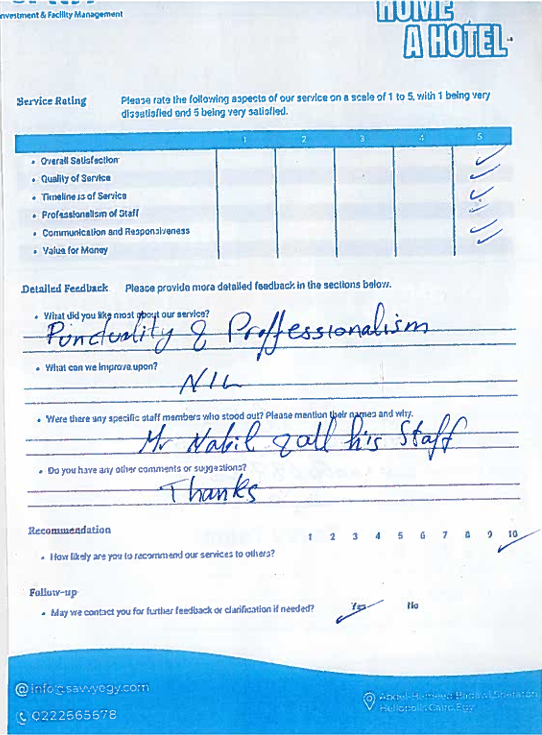 nvestment & Facility Management
HOME
A HOTEL
Service Rating Please rate the following aspects of our service on a scale of 1 to 5, with 1 being very
dissatisfied and 5 being very satisfied.
1 2 3 4 5
• Overall Satisfaction ✓
• Quality of Service ✓
• Timeliness of Service ✓
• Professionalism of Staff ✓
• Communication and Responsiveness ✓
• Value for Money ✓
Detailed Feedback Please provide more detailed feedback in the sections below.
• What did you like most about our service?
Punctuality & Proffessionalism
• What can we improve upon?
NIL
• Were there any specific staff members who stood out? Please mention their names and why.
Mr Nabil & all his Staff
• Do you have any other comments or suggestions?
Thanks
Recommendation 1 2 3 4 5 6 7 8 9 10 ✓
• How likely are you to recommend our services to others?
Follow-up
• May we contact you for further feedback or clarification if needed? Yes ✓ No
@info@savvyegy.com
0222665678
Abdel-Hameed Badawi, Sheraton
Heliopolis Cairo, Egy